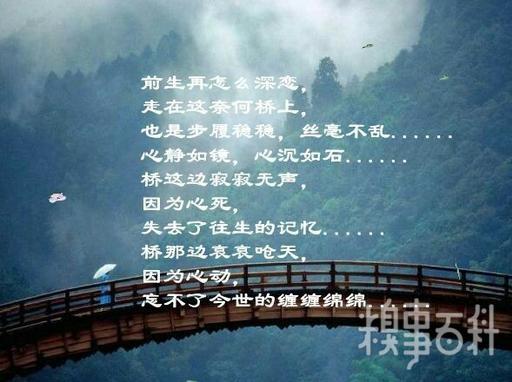 前生再怎么深恋，
走在这奈何桥上，
也是步履稳稳，丝毫不乱......
心静如镜，心沉如石......
桥这边寂寂无声，
因为心死，
失去了往生的记忆......
桥那边哀哀呛天，
因为心动，
忘不了今世的缠缠绵绵......
糗事百科